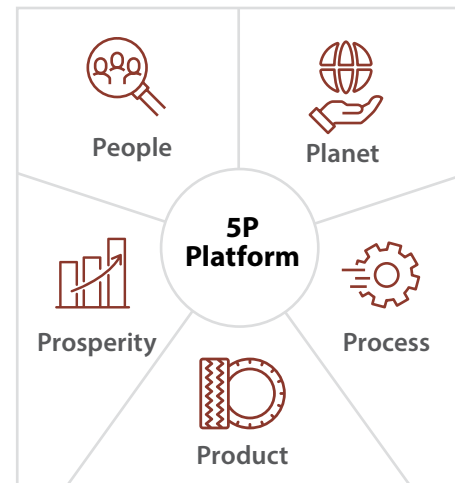 People
Planet
5P
Platform
Prosperity
Process
Product